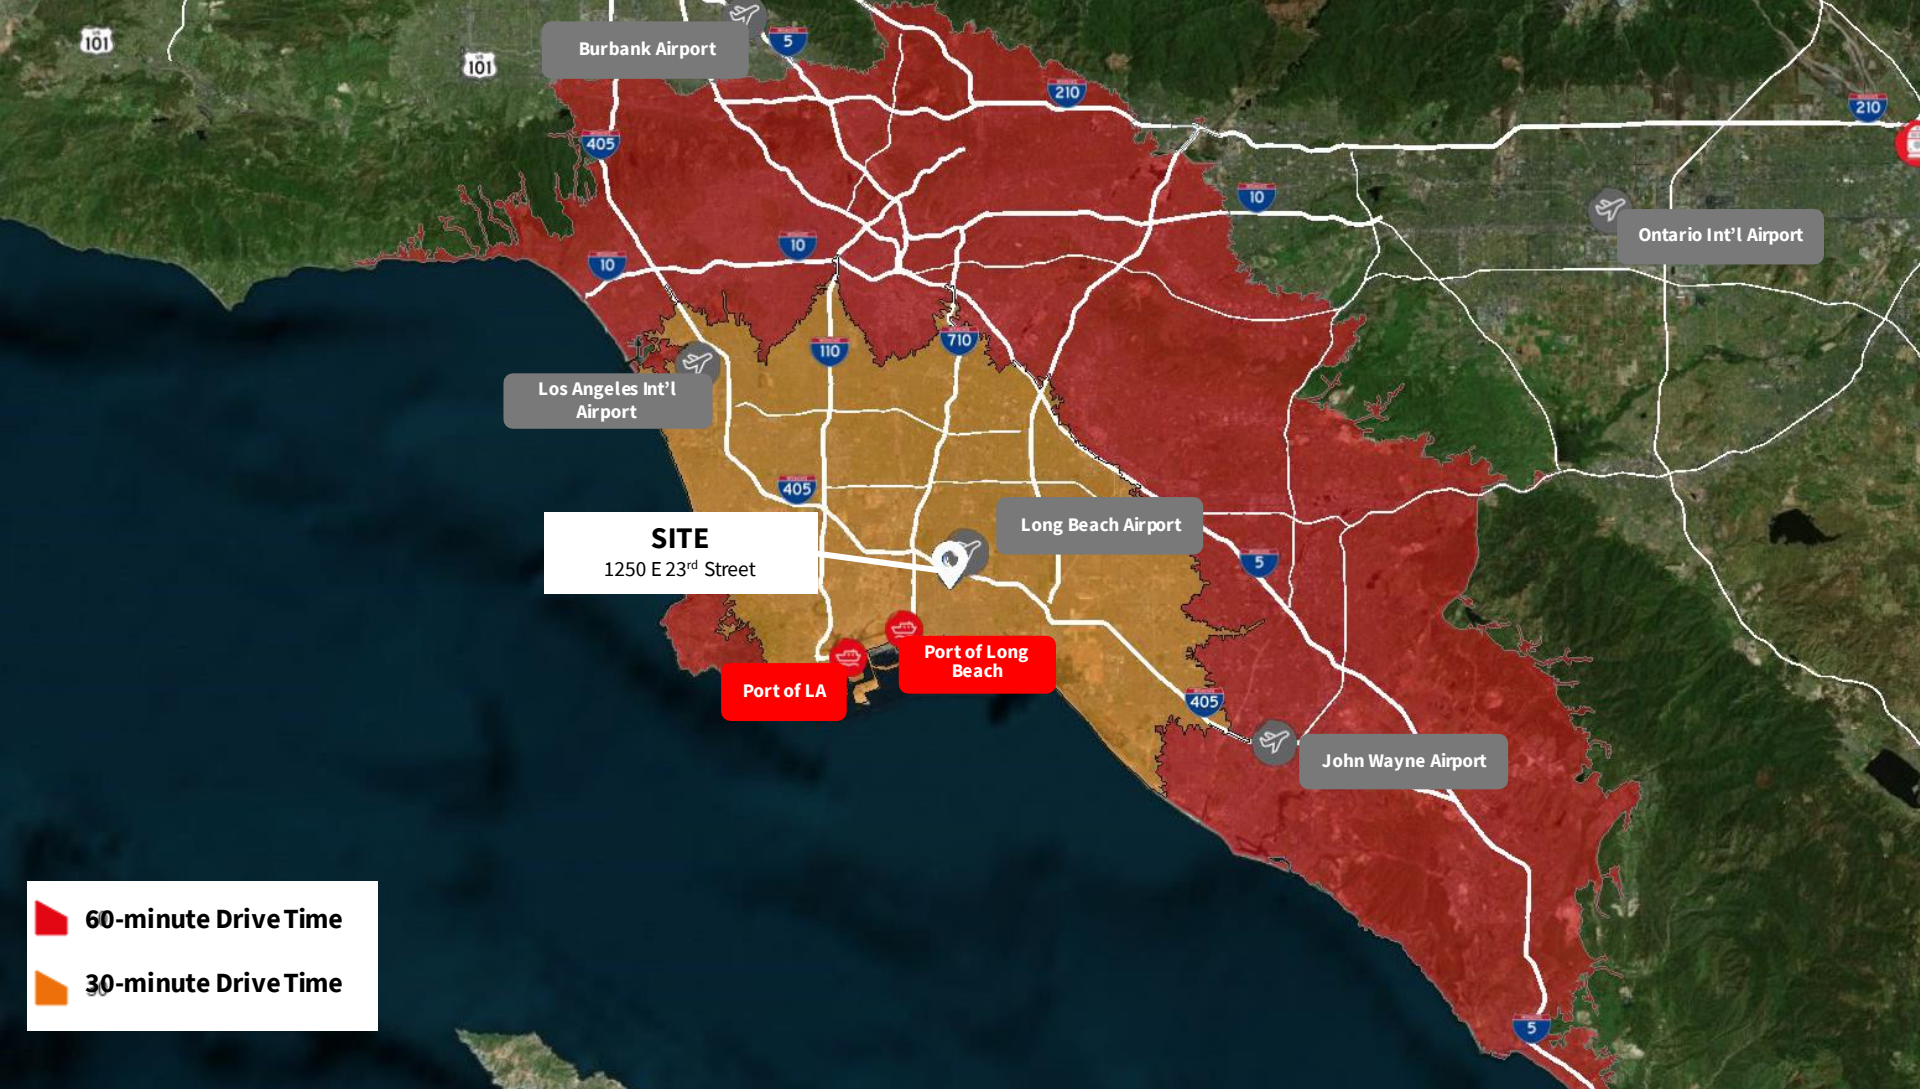 101
101
Burbank Airport
5
210
210
405
10
Ontario Int'l Airport
10
10
110
710
Los Angeles Int'l
Airport
405
SITE
1250 E 23rd Street
Long Beach Airport
5
Port of Long
Beach
Port of LA
405
John Wayne Airport
60-minute Drive Time
30-minute Drive Time
5